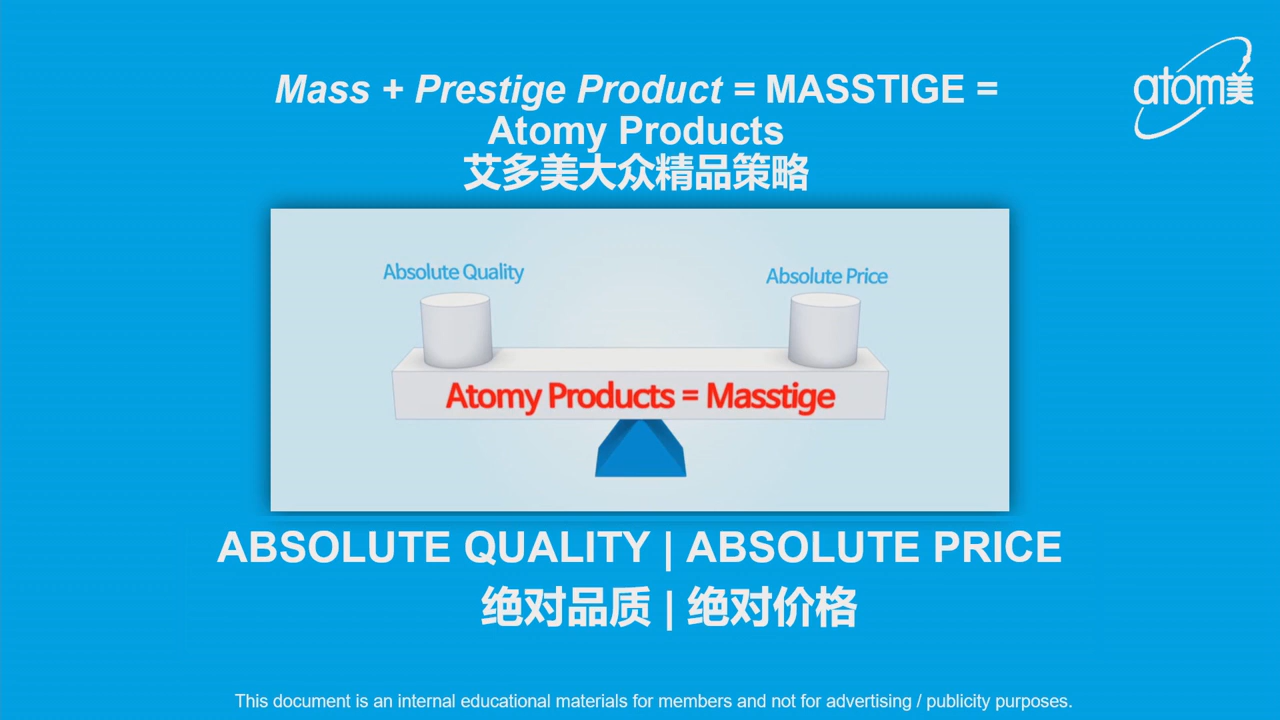 Mass + Prestige Product = MASSTIGE =
Atomy Products
艾多美大众精品策略
atom美
Absolute Quality
Absolute Price
Atomy Products = Masstige
ABSOLUTE QUALITY | ABSOLUTE PRICE
绝对品质 | 绝对价格
This document is an internal educational materials for members and not for advertising / publicity purposes.